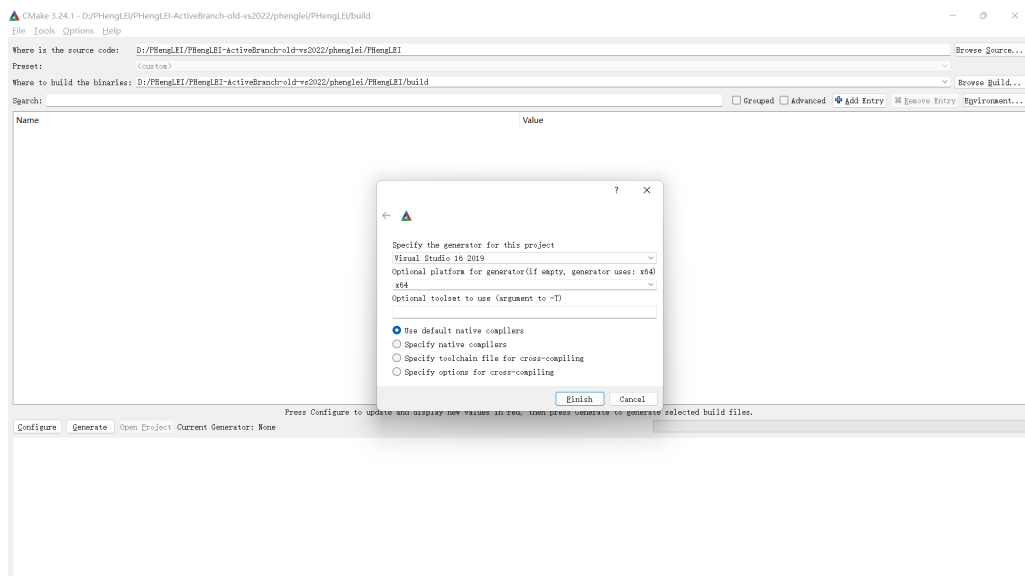 CMake 3.24.1 - D:/PHengLEI/PHengLEI-ActiveBranch-old-vs2022/phenglei/PHengLEI/build
File Tools Options Help
Where is the source code: D:/PHengLEI/PHengLEI-ActiveBranch-old-vs2022/phenglei/PHengLEI Browse Source...
Preset: <custom>
Where to build the binaries: D:/PHengLEI/PHengLEI-ActiveBranch-old-vs2022/phenglei/PHengLEI/build Browse Build...
Search: Grouped Advanced Add Entry Remove Entry Environment...
Name Value
?
Specify the generator for this project
Visual Studio 16 2019
Optional platform for generator(if empty, generator uses: x64)
x64
Optional toolset to use (argument to -T)
Use default native compilers
Specify native compilers
Specify toolchain file for cross-compiling
Specify options for cross-compiling
Finish Cancel
Press Configure to update and display new values in red, then press Generate to generate selected build files.
Configure Generate Open Project Current Generator: None